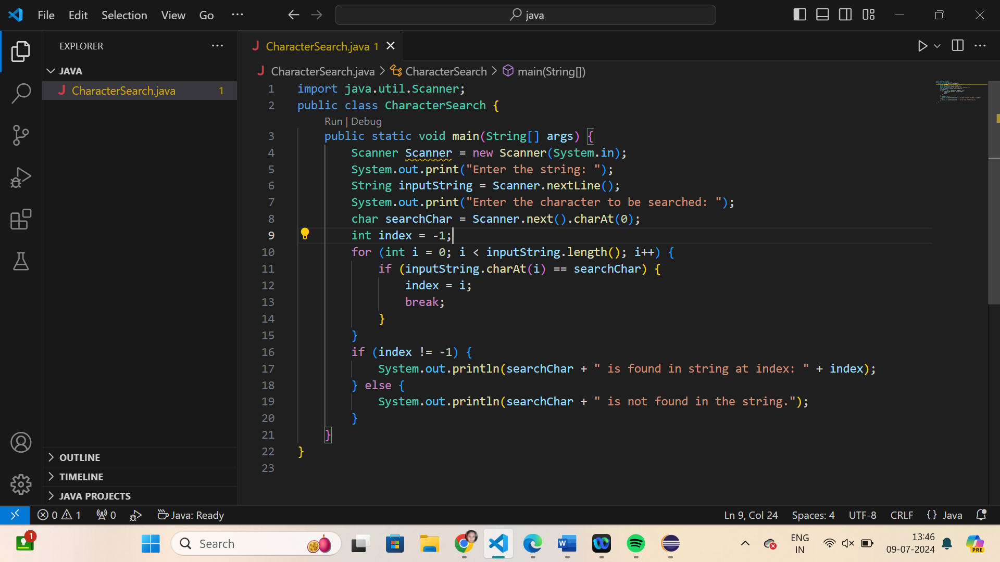 File Edit Selection View Go ··· java
EXPLORER ···
JAVA
CharacterSearch.java 1
OUTLINE
TIMELINE
JAVA PROJECTS
CharacterSearch.java 1
CharacterSearch.java > CharacterSearch > main(String[])
1 import java.util.Scanner;
2 public class CharacterSearch {
Run | Debug
3 public static void main(String[] args) {
4 Scanner Scanner = new Scanner(System.in);
5 System.out.print("Enter the string: ");
6 String inputString = Scanner.nextLine();
7 System.out.print("Enter the character to be searched: ");
8 char searchChar = Scanner.next().charAt(0);
9 int index = -1;
10 for (int i = 0; i < inputString.length(); i++) {
11 if (inputString.charAt(i) == searchChar) {
12 index = i;
13 break;
14 }
15 }
16 if (index != -1) {
17 System.out.println(searchChar + " is found in string at index: " + index);
18 } else {
19 System.out.println(searchChar + " is not found in the string.");
20 }
21 }
22 }
23
0 1 0 Java: Ready Ln 9, Col 24 Spaces: 4 UTF-8 CRLF {} Java
1 Search W PRE
ENG
IN
13:46
09-07-2024